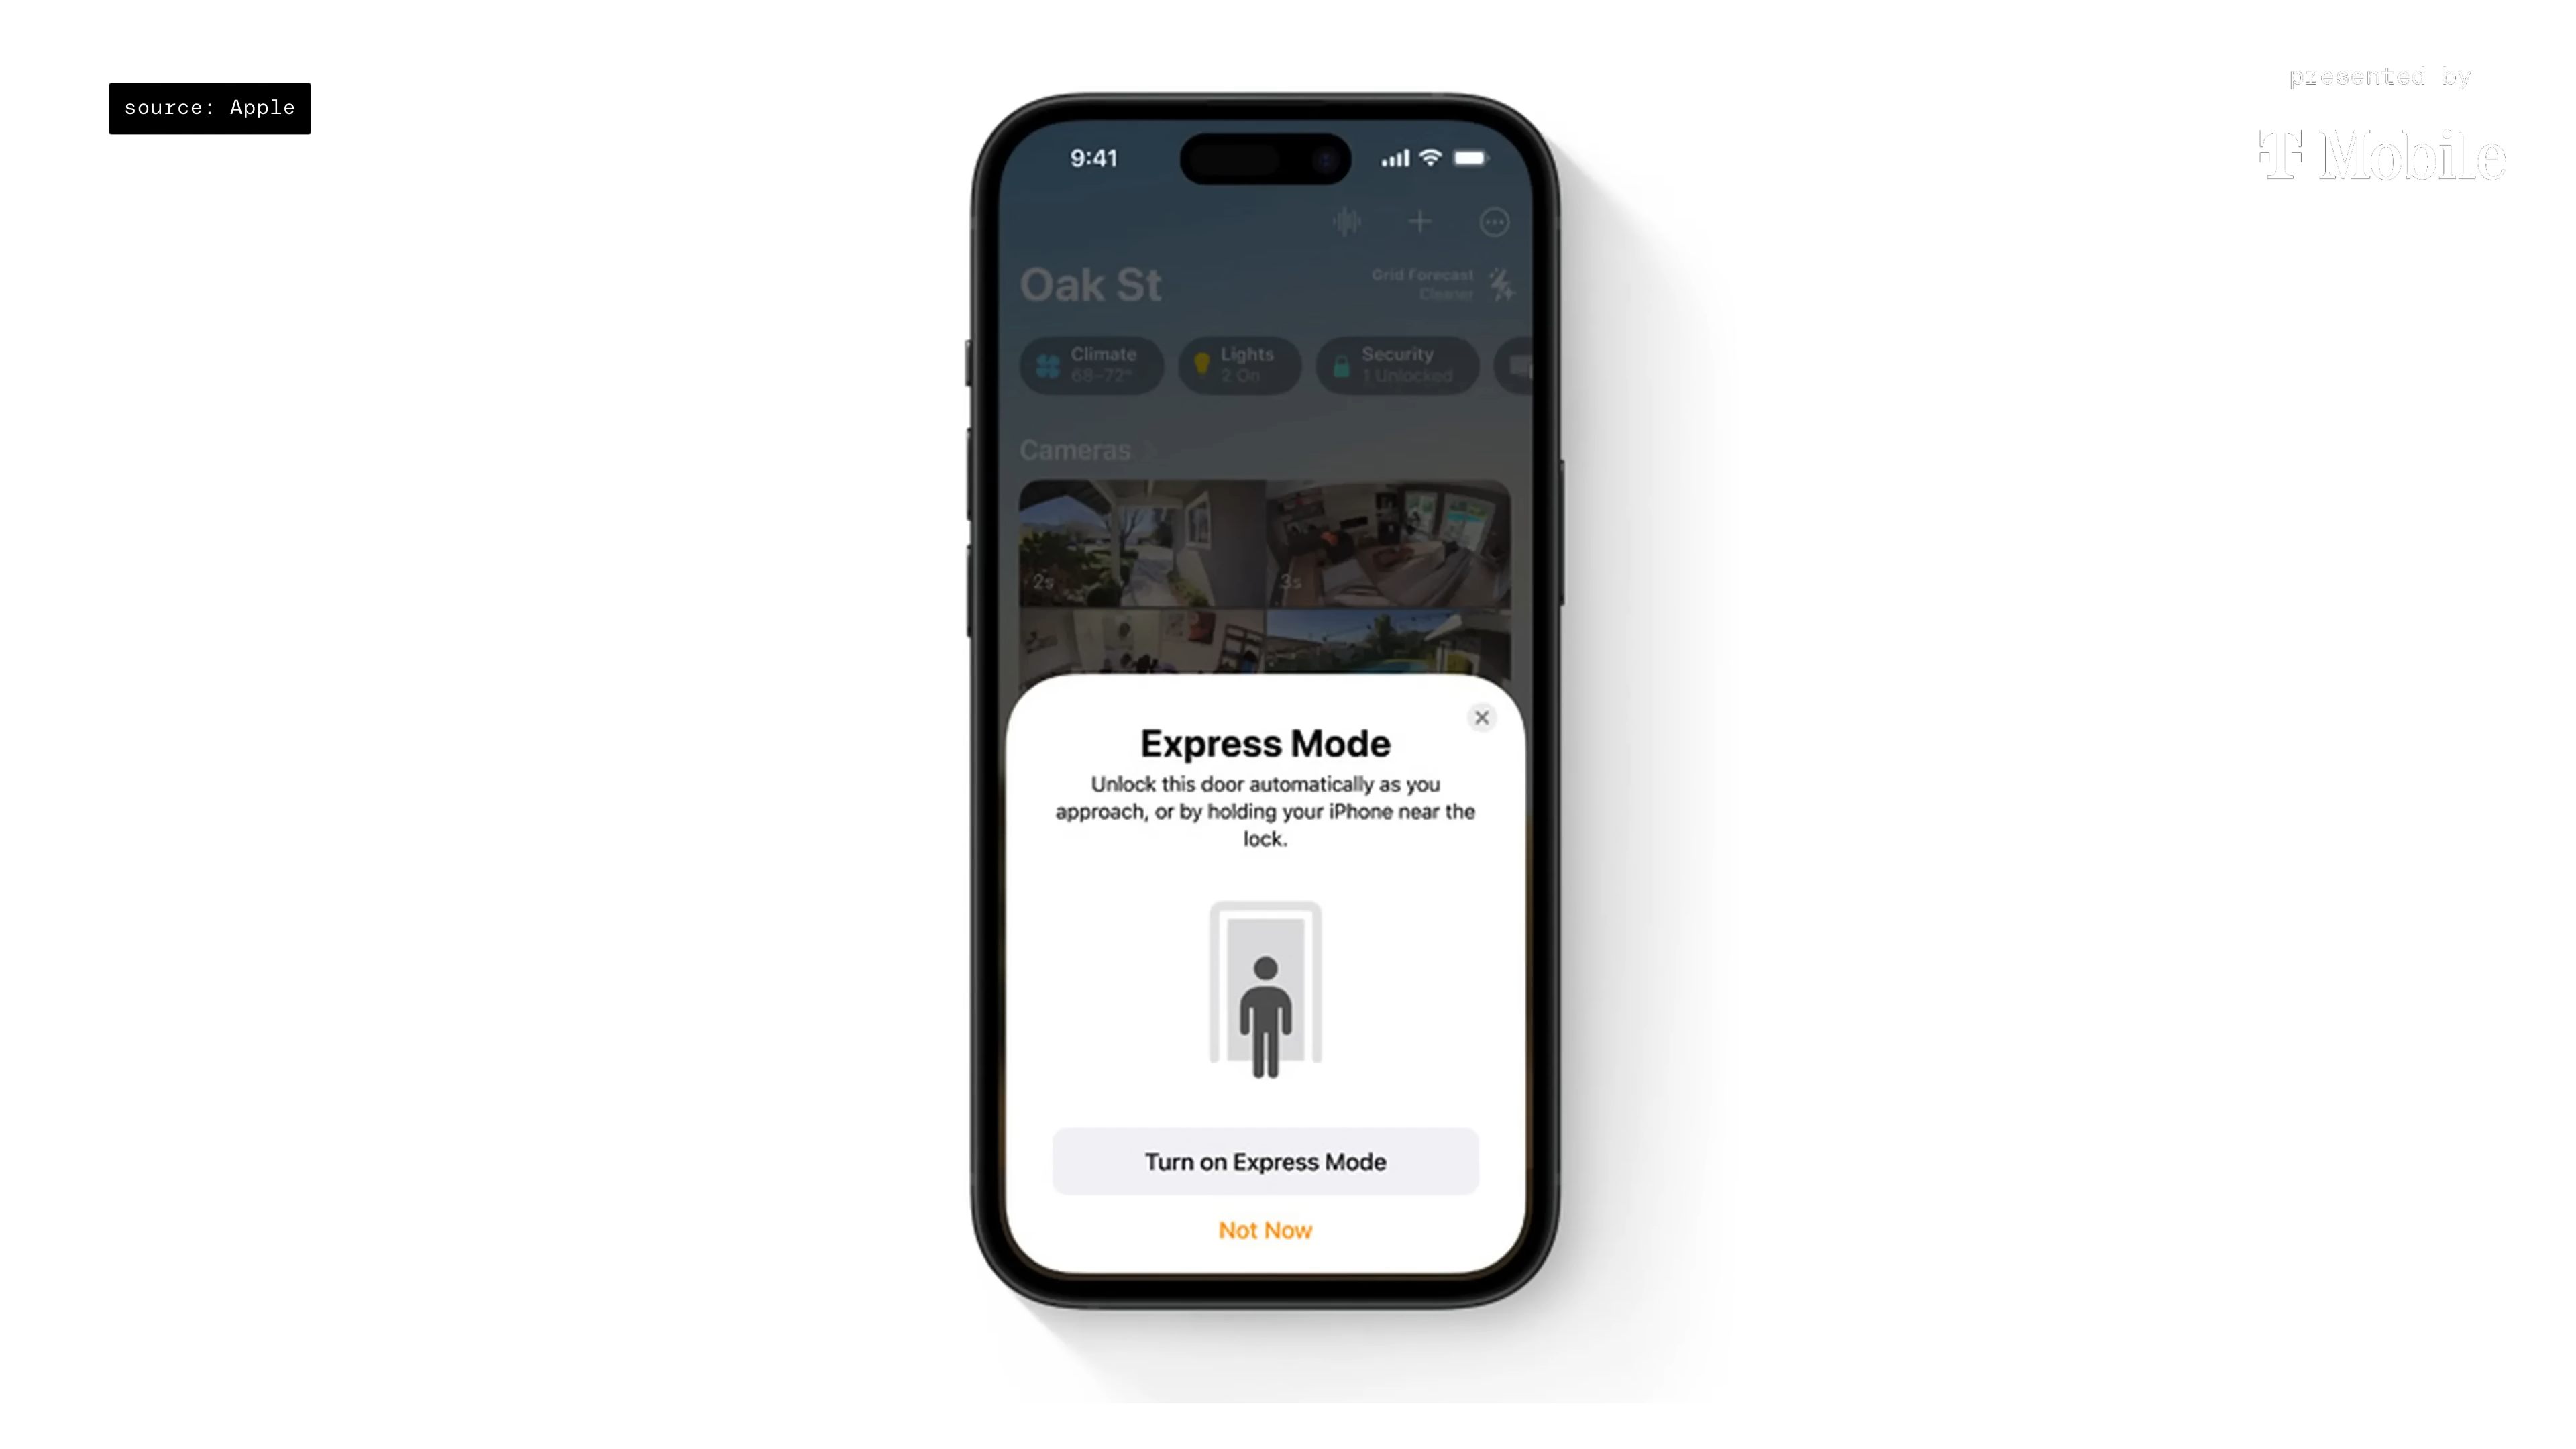 source: Apple
presented by
T Mobile
9:41
Oak St
Grid Forecast
Cleaner
Climate
68–72°
Lights
2 On
Security
1 Unlocked
Cameras
2s
3s
Express Mode
Unlock this door automatically as you
approach, or by holding your iPhone near the
lock.
Turn on Express Mode
Not Now